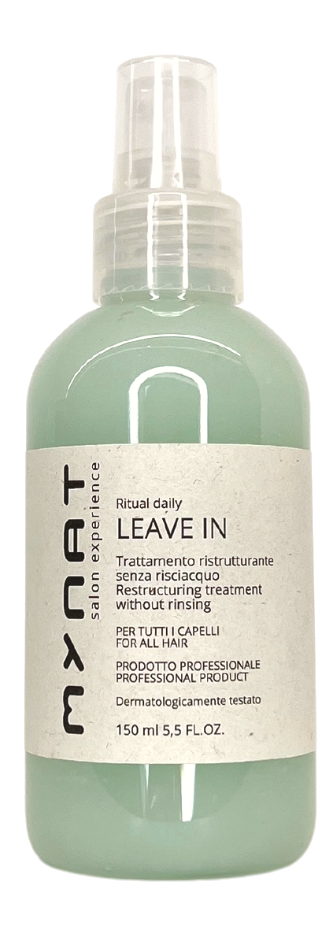 mynat
salon experience
Ritual daily
LEAVE IN
Trattamento ristrutturante
senza risciacquo
Restructuring treatment
without rinsing
PER TUTTI I CAPELLI
FOR ALL HAIR
PRODOTTO PROFESSIONALE
PROFESSIONAL PRODUCT
Dermatologicamente testato
150 ml 5,5 FL.OZ.